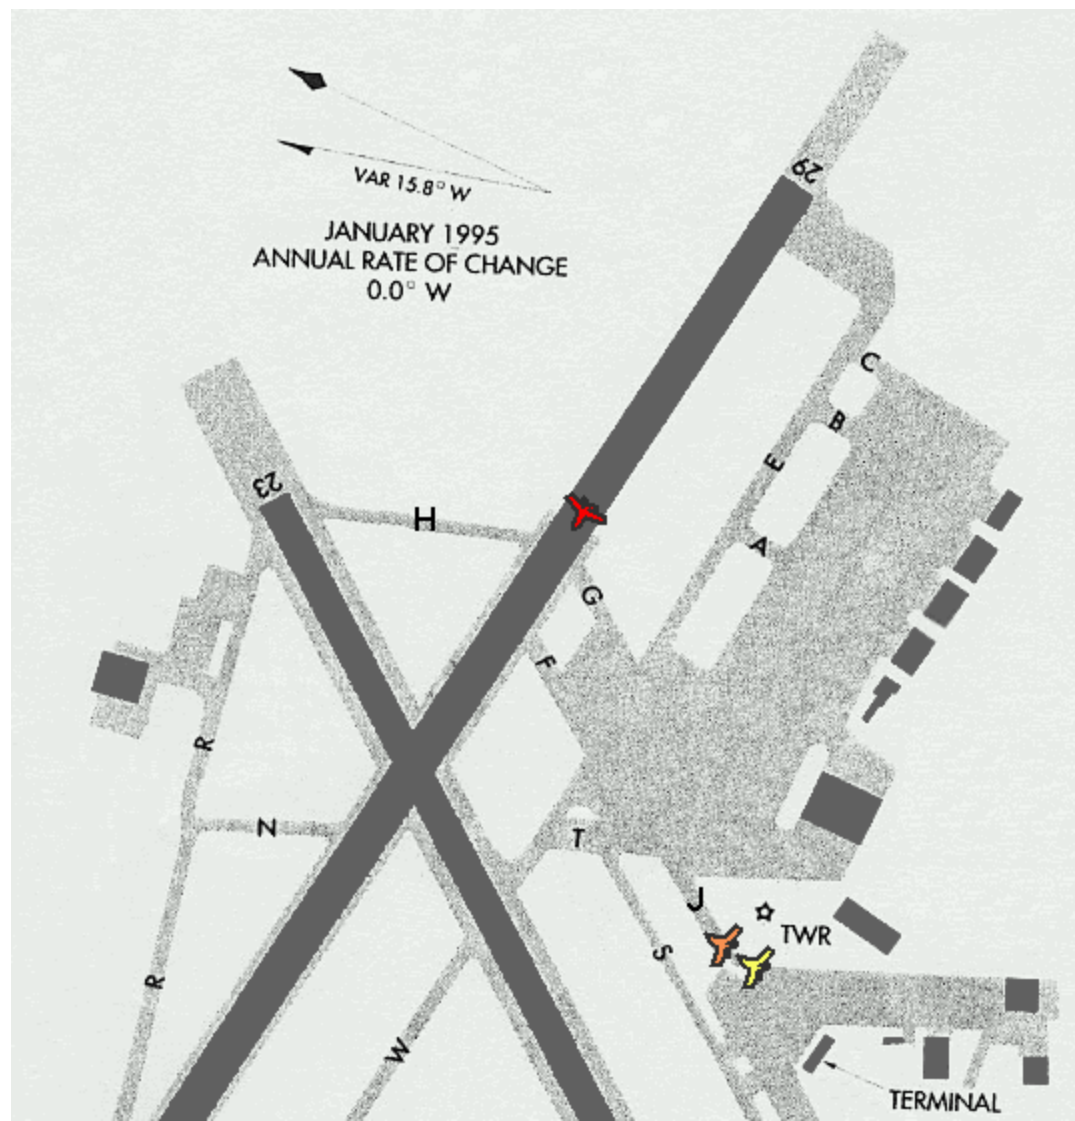 29
VAR 15.8° W
JANUARY 1995
ANNUAL RATE OF CHANGE
0.0° W
C
B
E
23
H
A
G
F
R
N
T
J
TWR
S
R
W
TERMINAL